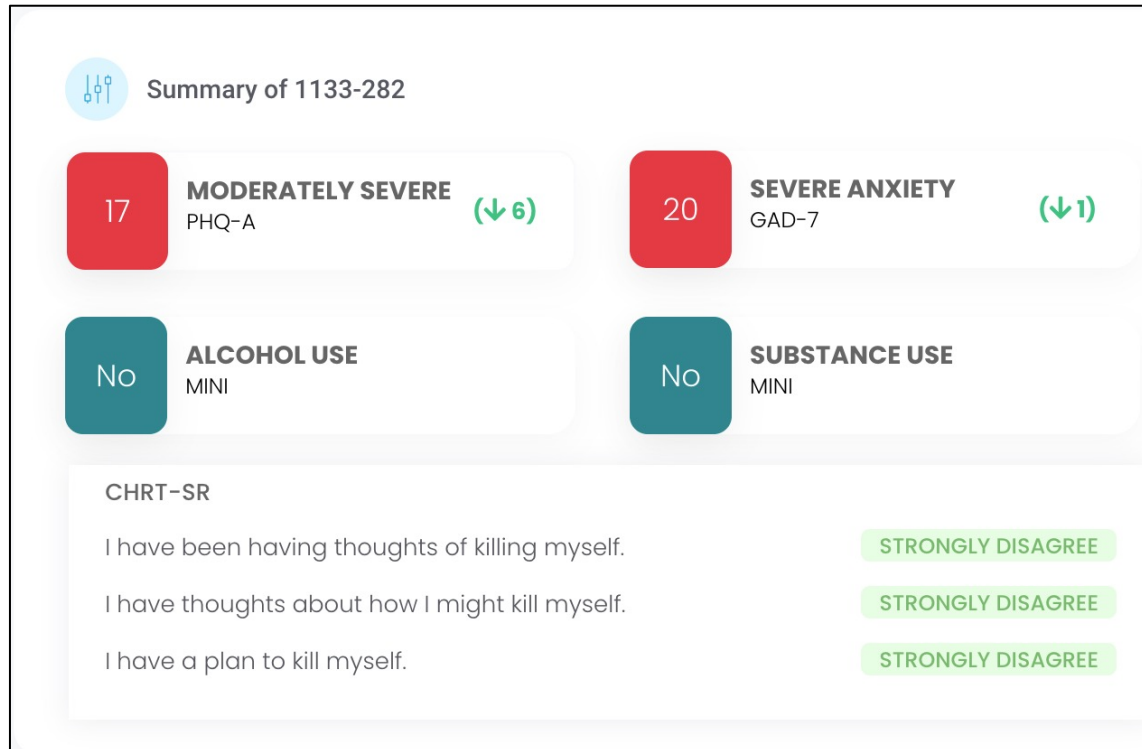 Summary of 1133-282
17 MODERATELY SEVERE (↓ 6)
PHQ-A
20 SEVERE ANXIETY (↓ 1)
GAD-7
No ALCOHOL USE
MINI
No SUBSTANCE USE
MINI
CHRT-SR
I have been having thoughts of killing myself. STRONGLY DISAGREE
I have thoughts about how I might kill myself. STRONGLY DISAGREE
I have a plan to kill myself. STRONGLY DISAGREE